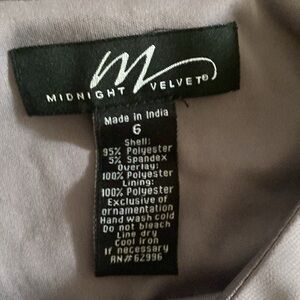 M
MIDNIGHT VELVET®
Made in India
6
Shell:
95% Polyester
5% Spandex
Overlay:
100% Polyester
Lining:
100% Polyester
Exclusive of
ornamentation
Hand wash cold
Do not bleach
Line dry
Cool iron
if necessary
RN#62996